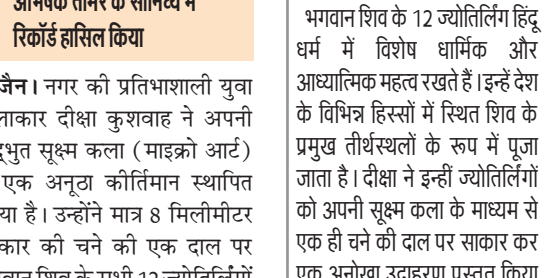 तोमर के सानिध्य में
रिकॉर्ड हासिल किया
नगर की प्रतिभाशाली युवा
दीक्षा कुशवाह ने अपनी
सूक्ष्म कला (माइक्रो आर्ट)
एक अनूठा कीर्तिमान स्थापित
है। उन्होंने मात्र 8 मिलीमीटर
की चने की एक दाल पर
शिव के सभी 12 ज्योतिर्लिंगों
भगवान शिव के 12 ज्योतिर्लिंग हिंदू
धर्म में विशेष धार्मिक और
आध्यात्मिक महत्व रखते हैं।इन्हें देश
के विभिन्न हिस्सों में स्थित शिव के
प्रमुख तीर्थस्थलों के रूप में पूजा
जाता है। दीक्षा ने इन्हीं ज्योतिर्लिंगों
को अपनी सूक्ष्म कला के माध्यम से
एक ही चने की दाल पर साकार कर
एक अनोखा उदाहरण प्रस्तुत किया